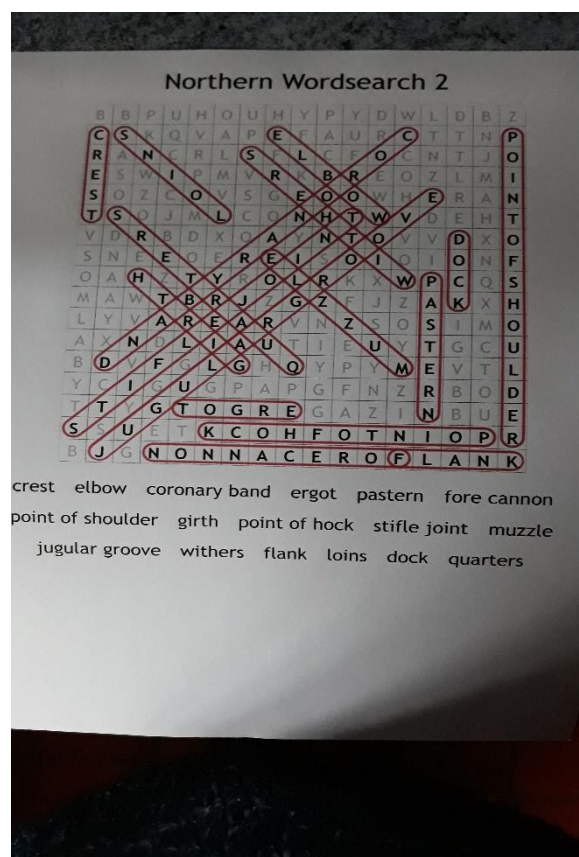 Northern Wordsearch 2
B B P U H O U H Y P Y D W L D B Z
C S K Q V A P E F A U R C T T N P
R A N C R L S F L C F O C N T J O
E S W I P M V R K B R E O Z L M I
S O Z C O V S G E O O W H E R A N
T S O J M L C O N H T W V D E H T
V D R B D X Q A Y N T O V V D X O
S N E E O E R E I S O I O I O N F
O A H Z T Y R O L R K X W P C Q S
M A W T B R J Z G Z F J Z A K X H
L Y V A R E A R V N Z S O S I M O
A X N D L I A U T I E U Y T G C U
B D V F G L G H Q Y P Y M E V T L
Y C I G U G P A P G F N Z R B O D
T T Y G T O G R E G A Z I N B U E
S S U E T K C O H F O T N I O P R
B J G N O N N A C E R O F L A N K
crest elbow coronary band ergot pastern fore cannon
point of shoulder girth point of hock stifle joint muzzle
jugular groove withers flank loins dock quarters